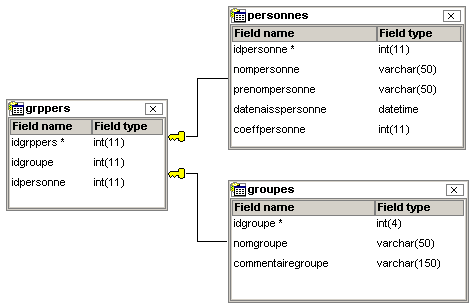 personnes
Field name Field type
idpersonne * int(11)
nompersonne varchar(50)
prenompersonne varchar(50)
datenaisspersonne datetime
coeffpersonne int(11)
grppers
Field name Field type
idgrppers * int(11)
idgroupe int(11)
idpersonne int(11)
groupes
Field name Field type
idgroupe * int(4)
nomgroupe varchar(50)
commentairegroupe varchar(150)